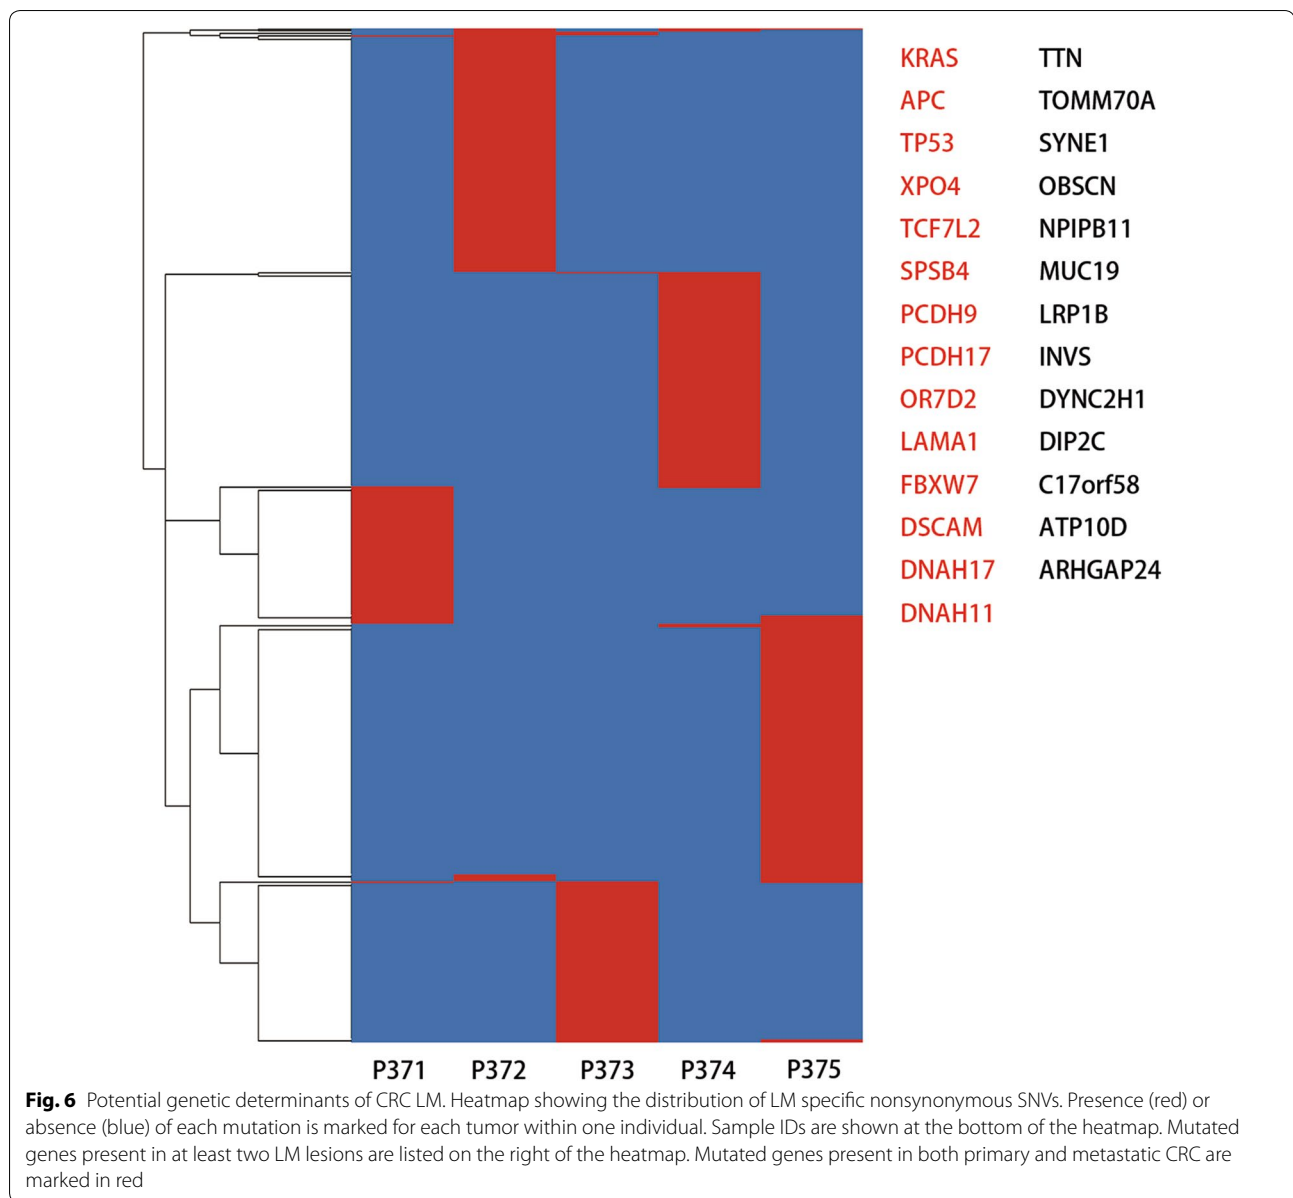 KRAS TTN
APC TOMM70A
TP53 SYNE1
XPO4 OBSCN
TCF7L2 NPIPB11
SPSB4 MUC19
PCDH9 LRP1B
PCDH17 INVS
OR7D2 DYNC2H1
LAMA1 DIP2C
FBXW7 C17orf58
DSCAM ATP10D
DNAH17 ARHGAP24
DNAH11
P371 P372 P373 P374 P375
Fig. 6 Potential genetic determinants of CRC LM. Heatmap showing the distribution of LM specific nonsynonymous SNVs. Presence (red) or
absence (blue) of each mutation is marked for each tumor within one individual. Sample IDs are shown at the bottom of the heatmap. Mutated
genes present in at least two LM lesions are listed on the right of the heatmap. Mutated genes present in both primary and metastatic CRC are
marked in red